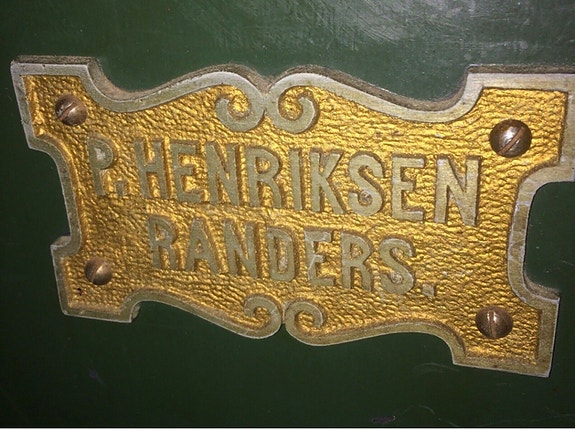 P. HENRIKSEN
RANDERS.